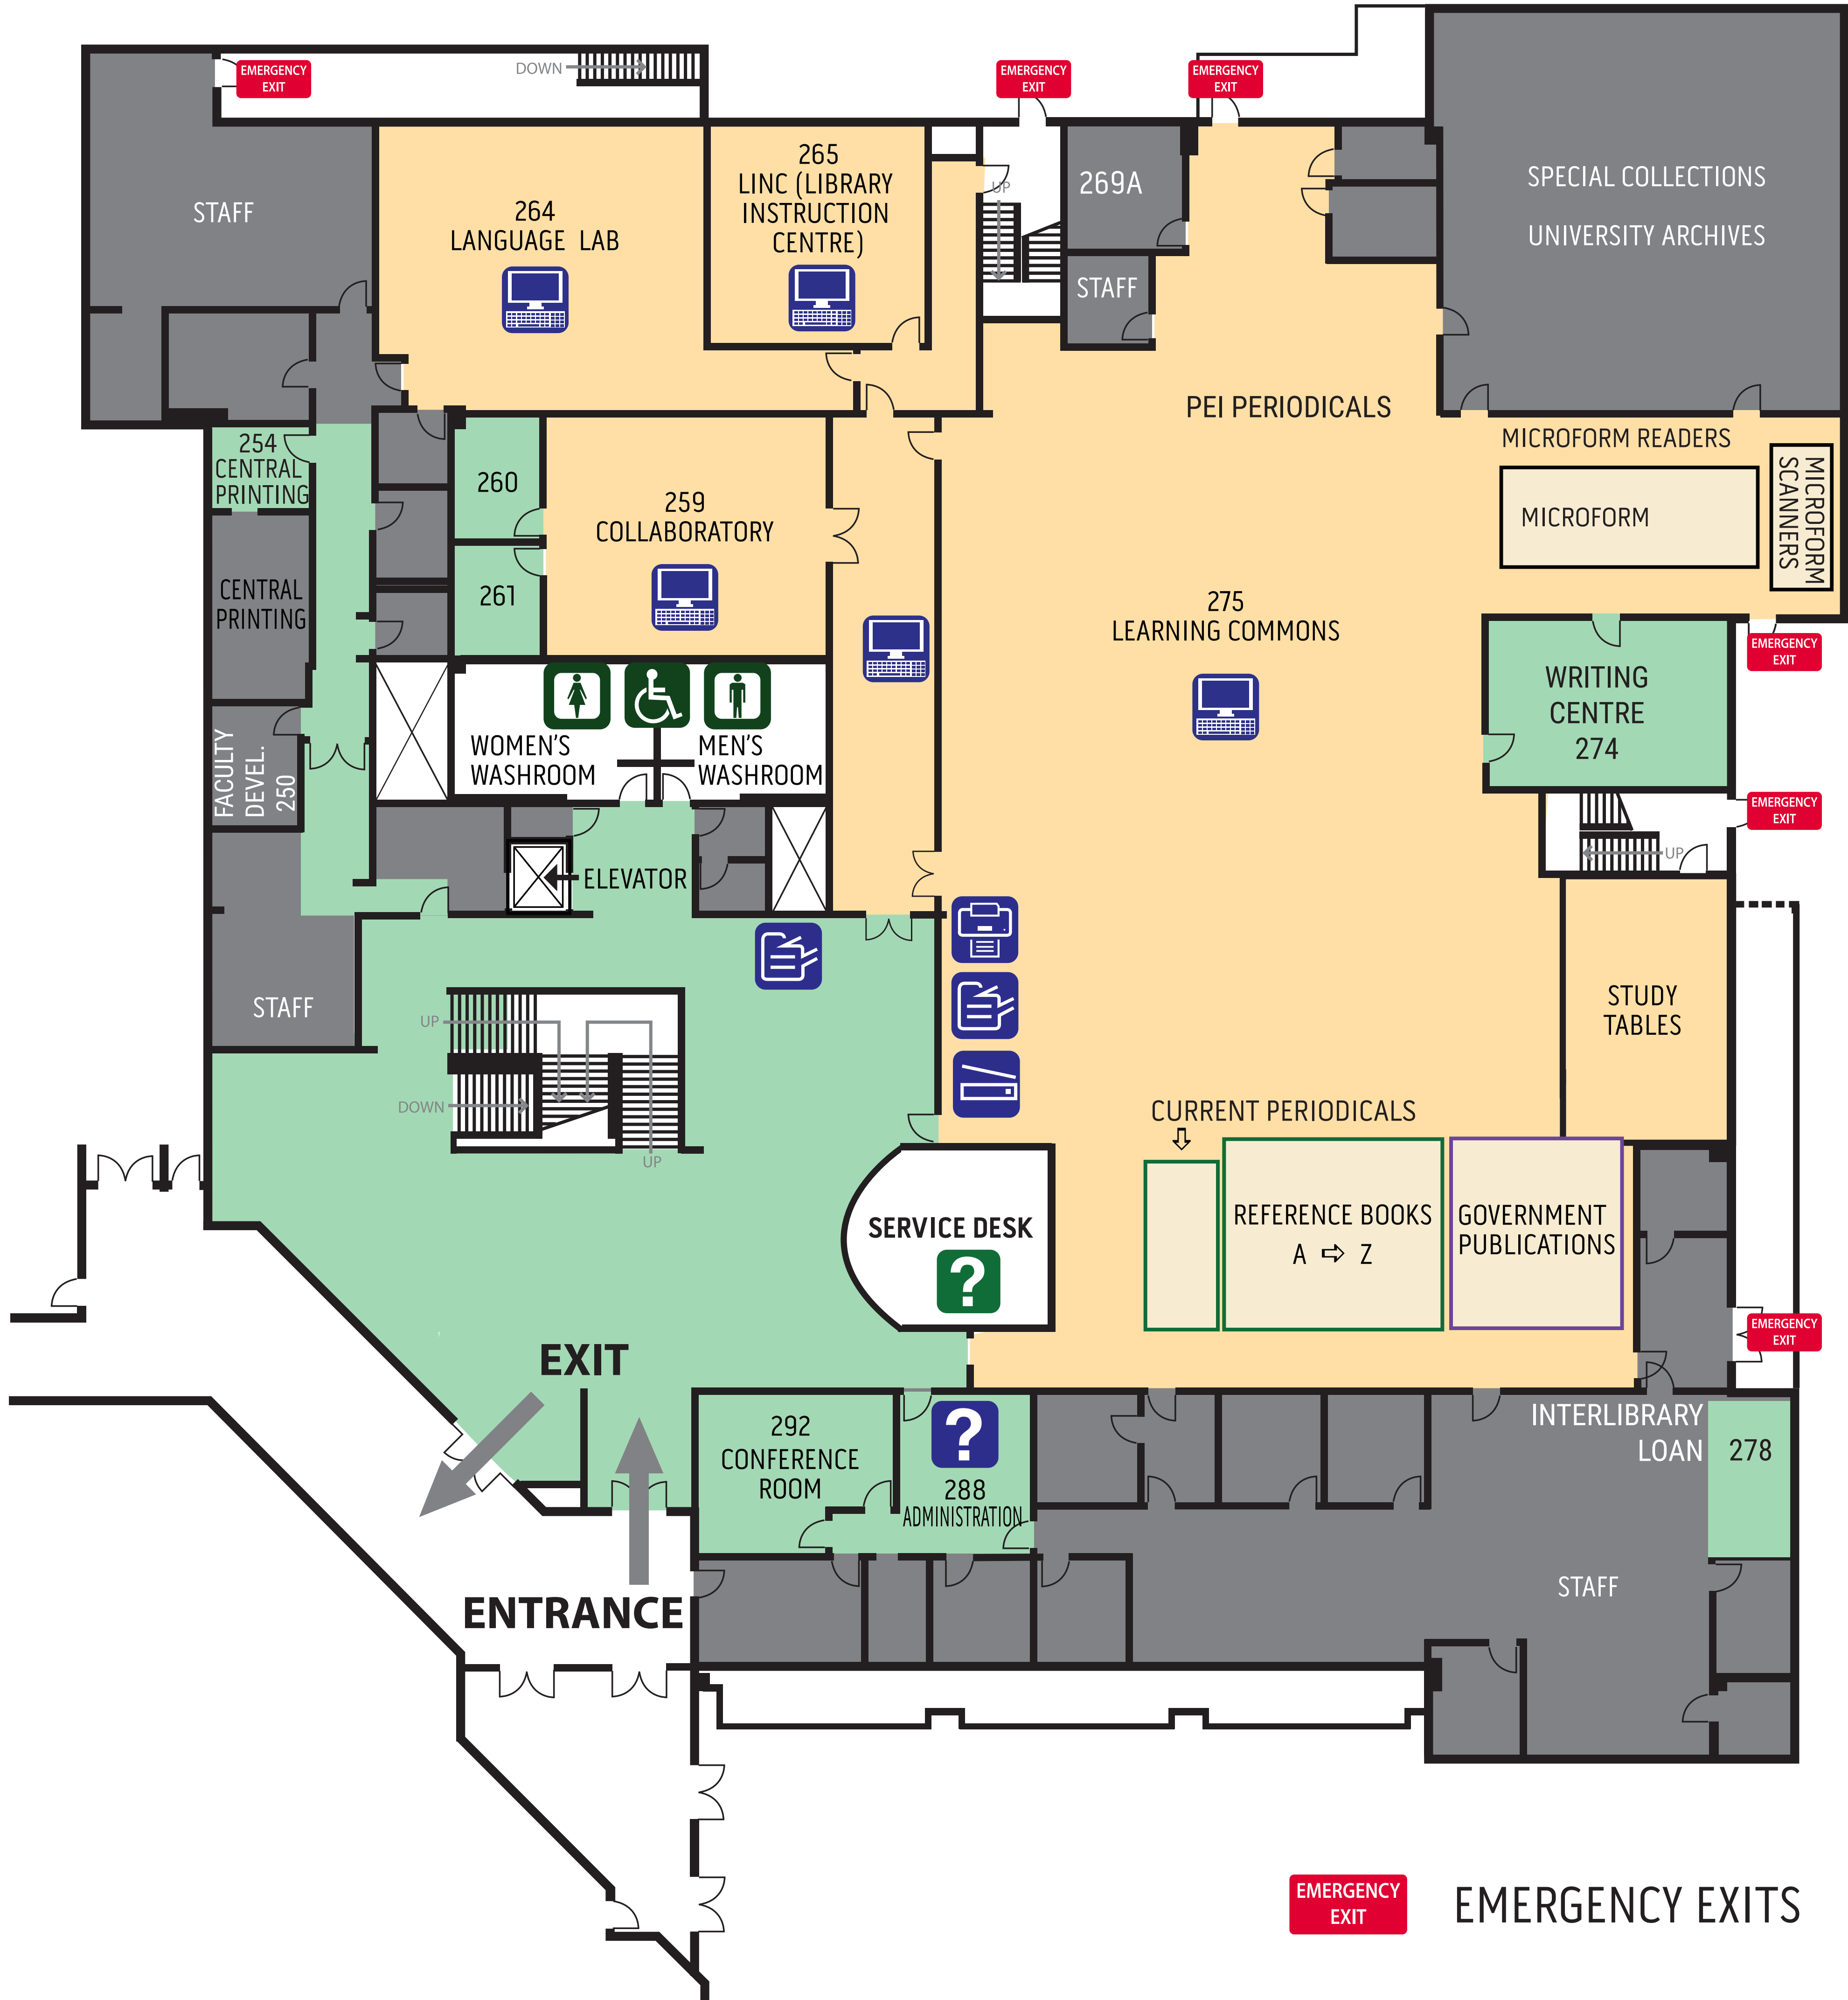 EMERGENCY
EXIT
DOWN
EMERGENCY
EXIT
EMERGENCY
EXIT
STAFF
264
LANGUAGE LAB
265
LINC (LIBRARY
INSTRUCTION
CENTRE)
UP
269A
STAFF
SPECIAL COLLECTIONS
UNIVERSITY ARCHIVES
PEI PERIODICALS
MICROFORM READERS
MICROFORM
MICROFORM
SCANNERS
254
CENTRAL
PRINTING
CENTRAL
PRINTING
260
261
259
COLLABORATORY
275
LEARNING COMMONS
WRITING
CENTRE
274
EMERGENCY
EXIT
FACULTY
DEVEL.
250
WOMEN'S
WASHROOM
MEN'S
WASHROOM
EMERGENCY
EXIT
UP
ELEVATOR
STAFF
UP
DOWN
UP
STUDY
TABLES
CURRENT PERIODICALS
REFERENCE BOOKS
A ⇨ Z
GOVERNMENT
PUBLICATIONS
SERVICE DESK
?
EMERGENCY
EXIT
EXIT
ENTRANCE
292
CONFERENCE
ROOM
?
288
ADMINISTRATION
INTERLIBRARY
LOAN
278
STAFF
EMERGENCY
EXIT
EMERGENCY EXITS